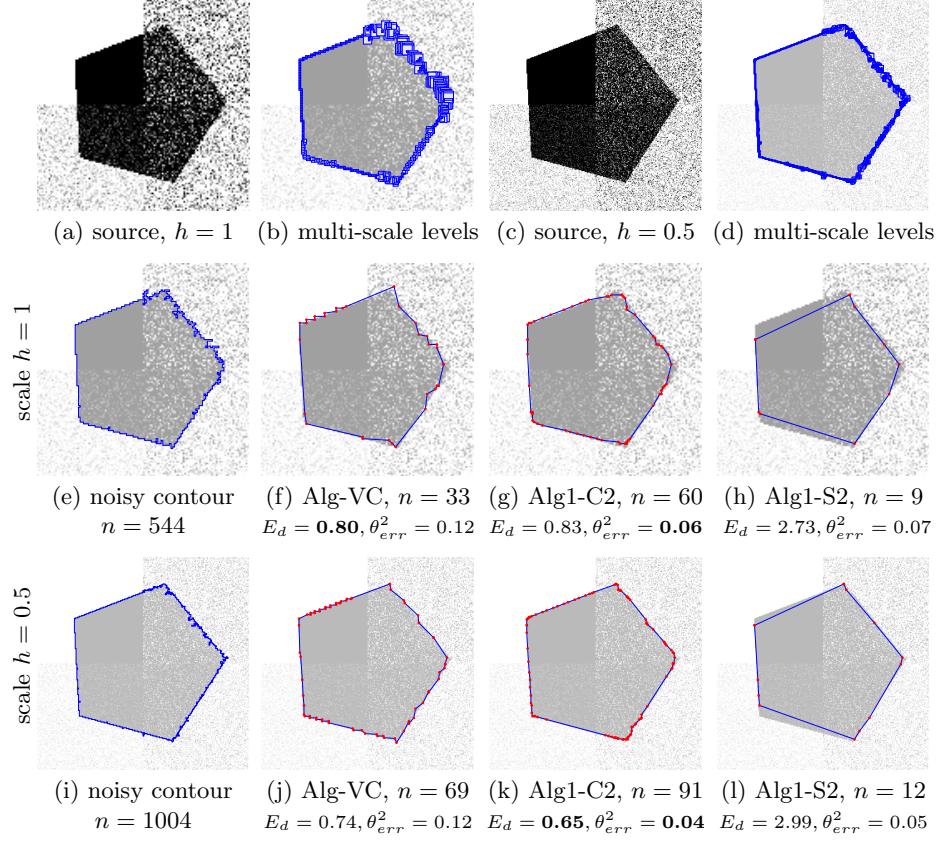 (a) source, h = 1
(b) multi-scale levels
(c) source, h = 0.5
(d) multi-scale levels
scale h = 1
(e) noisy contour
n = 544
(f) Alg-VC, n = 33
E_d = 0.80, θ²_err = 0.12
(g) Alg1-C2, n = 60
E_d = 0.83, θ²_err = 0.06
(h) Alg1-S2, n = 9
E_d = 2.73, θ²_err = 0.07
scale h = 0.5
(i) noisy contour
n = 1004
(j) Alg-VC, n = 69
E_d = 0.74, θ²_err = 0.12
(k) Alg1-C2, n = 91
E_d = 0.65, θ²_err = 0.04
(l) Alg1-S2, n = 12
E_d = 2.99, θ²_err = 0.05